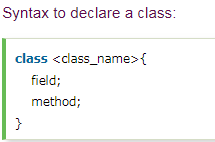 Syntax to declare a class:
class <class_name>{
field;
method;
}